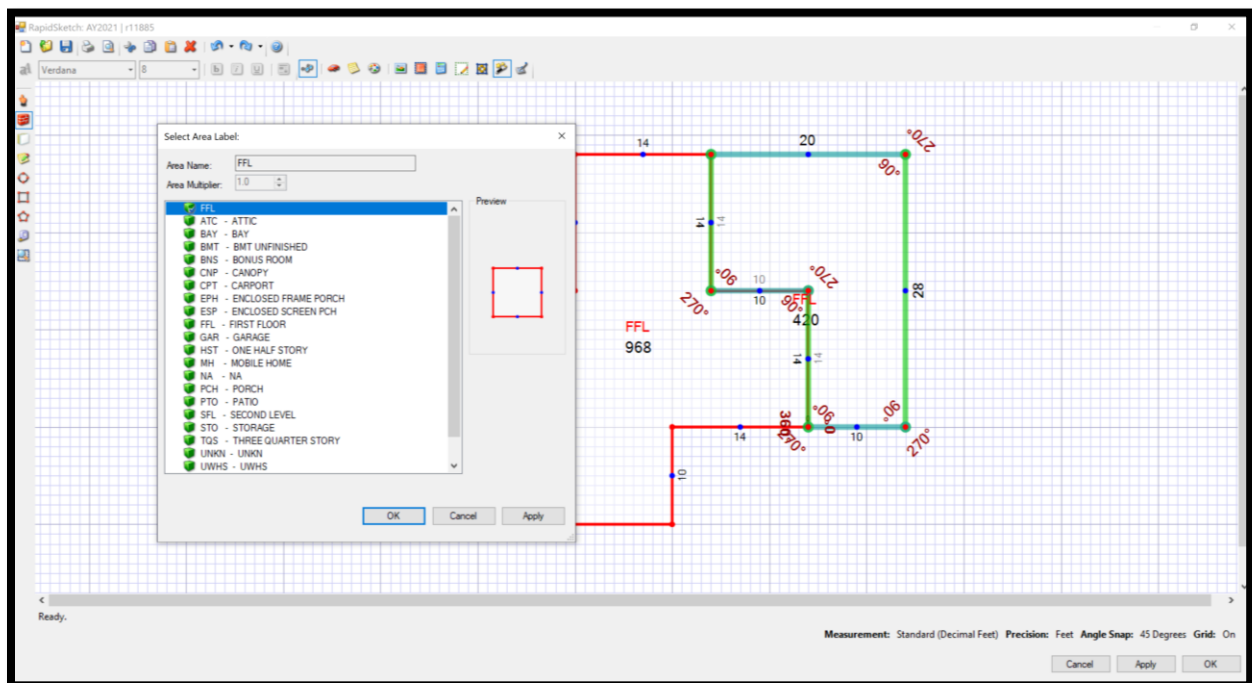 RapidSketch: AY2021 | r11885
Verdana
8
Select Area Label:
Area Name: FFL
Area Multiplier: 1.0
FFL
ATC - ATTIC
BAY - BAY
BMT - BMT UNFINISHED
BNS - BONUS ROOM
CNP - CANOPY
CPT - CARPORT
EPH - ENCLOSED FRAME PORCH
ESP - ENCLOSED SCREEN PCH
FFL - FIRST FLOOR
GAR - GARAGE
HST - ONE HALF STORY
MH - MOBILE HOME
NA - NA
PCH - PORCH
PTO - PATIO
SFL - SECOND LEVEL
STO - STORAGE
TQS - THREE QUARTER STORY
UNKN - UNKN
UWHS - UWHS
Preview
OK Cancel Apply
14
20
270°
90°
14 14
90° 10 270°
270° 10 90° FFL
28
FFL
420
968
14 14
360° 90° 0 90°
14 270° 10 270°
10
Ready.
Measurement: Standard (Decimal Feet) Precision: Feet Angle Snap: 45 Degrees Grid: On
Cancel Apply OK